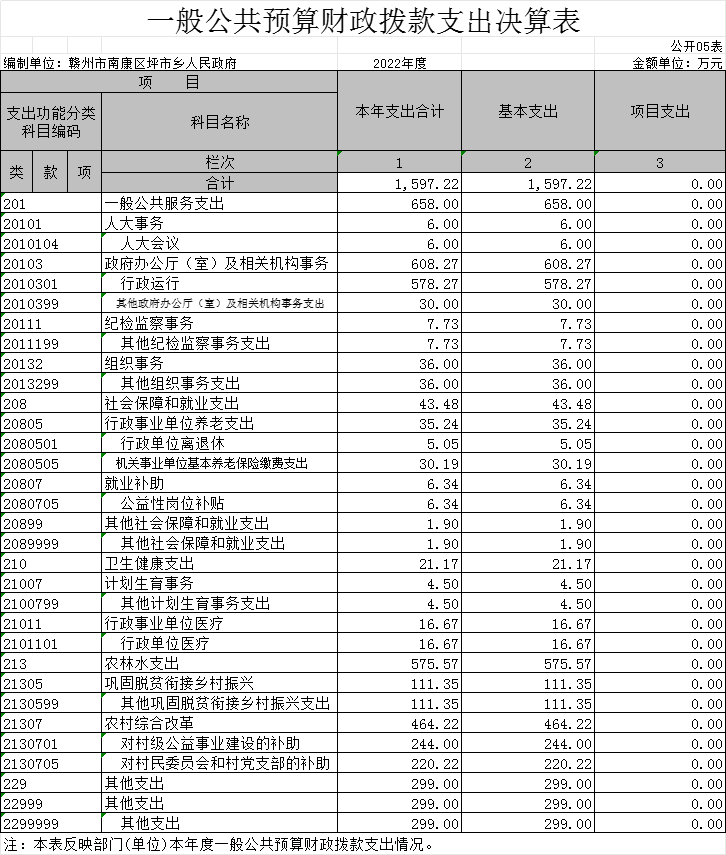 一般公共预算财政拨款支出决算表
公开05表
编制单位：赣州市南康区坪市乡人民政府 2022年度 金额单位：万元
项 目 本年支出合计 基本支出 项目支出
支出功能分类科目编码 科目名称
类 款 项 栏次 1 2 3
合计 1,597.22 1,597.22 0.00
201 一般公共服务支出 658.00 658.00 0.00
20101 人大事务 6.00 6.00 0.00
2010104 人大会议 6.00 6.00 0.00
20103 政府办公厅（室）及相关机构事务 608.27 608.27 0.00
2010301 行政运行 578.27 578.27 0.00
2010399 其他政府办公厅（室）及相关机构事务支出 30.00 30.00 0.00
20111 纪检监察事务 7.73 7.73 0.00
2011199 其他纪检监察事务支出 7.73 7.73 0.00
20132 组织事务 36.00 36.00 0.00
2013299 其他组织事务支出 36.00 36.00 0.00
208 社会保障和就业支出 43.48 43.48 0.00
20805 行政事业单位养老支出 35.24 35.24 0.00
2080501 行政单位离退休 5.05 5.05 0.00
2080505 机关事业单位基本养老保险缴费支出 30.19 30.19 0.00
20807 就业补助 6.34 6.34 0.00
2080705 公益性岗位补贴 6.34 6.34 0.00
20899 其他社会保障和就业支出 1.90 1.90 0.00
2089999 其他社会保障和就业支出 1.90 1.90 0.00
210 卫生健康支出 21.17 21.17 0.00
21007 计划生育事务 4.50 4.50 0.00
2100799 其他计划生育事务支出 4.50 4.50 0.00
21011 行政事业单位医疗 16.67 16.67 0.00
2101101 行政单位医疗 16.67 16.67 0.00
213 农林水支出 575.57 575.57 0.00
21305 巩固脱贫衔接乡村振兴 111.35 111.35 0.00
2130599 其他巩固脱贫衔接乡村振兴支出 111.35 111.35 0.00
21307 农村综合改革 464.22 464.22 0.00
2130701 对村级公益事业建设的补助 244.00 244.00 0.00
2130705 对村民委员会和村党支部的补助 220.22 220.22 0.00
229 其他支出 299.00 299.00 0.00
22999 其他支出 299.00 299.00 0.00
2299999 其他支出 299.00 299.00 0.00
注：本表反映部门(单位)本年度一般公共预算财政拨款支出情况。